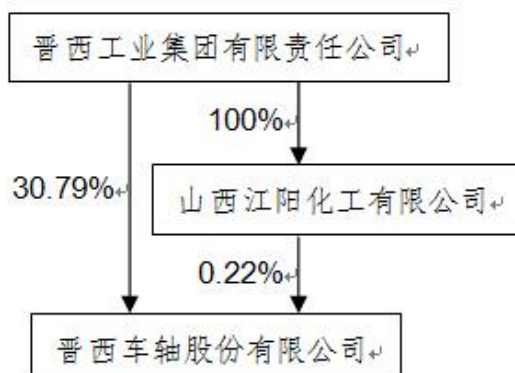 晋西工业集团有限责任公司
100%
30.79%
山西江阳化工有限公司
0.22%
晋西车轴股份有限公司